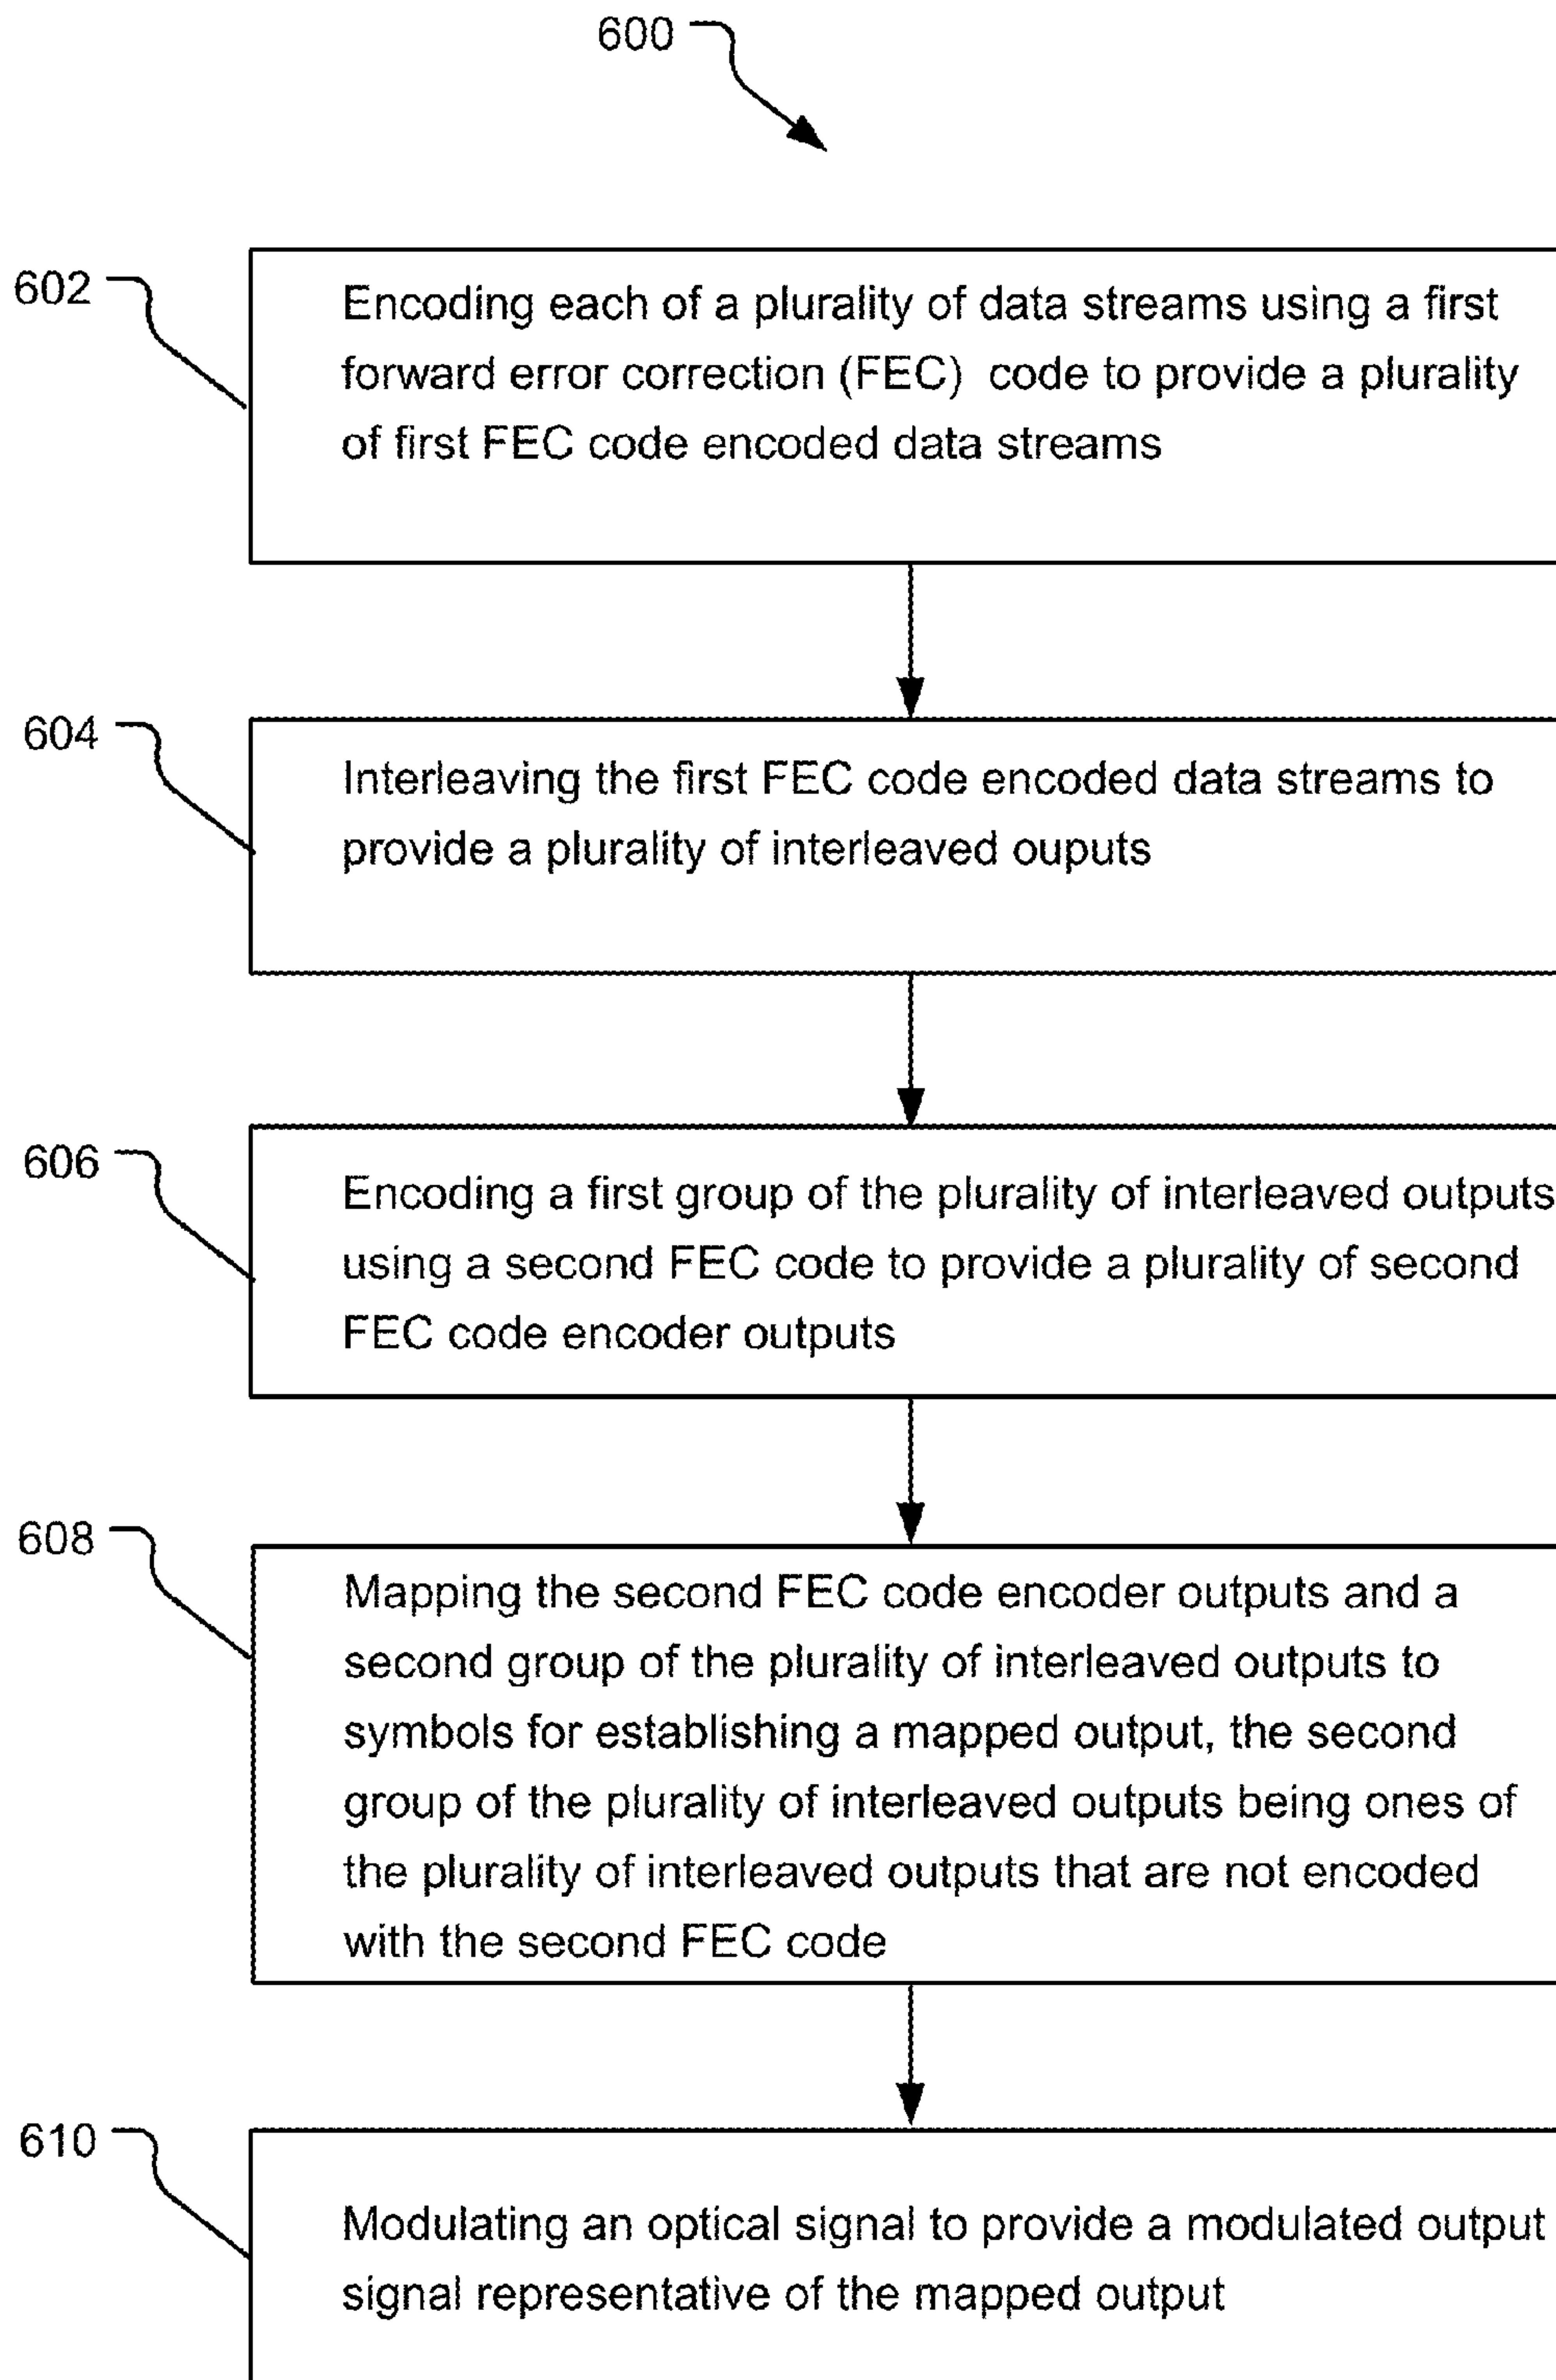 600
602
Encoding each of a plurality of data streams using a first
forward error correction (FEC) code to provide a plurality
of first FEC code encoded data streams
604
Interleaving the first FEC code encoded data streams to
provide a plurality of interleaved ouputs
606
Encoding a first group of the plurality of interleaved outputs
using a second FEC code to provide a plurality of second
FEC code encoder outputs
608
Mapping the second FEC code encoder outputs and a
second group of the plurality of interleaved outputs to
symbols for establishing a mapped output, the second
group of the plurality of interleaved outputs being ones of
the plurality of interleaved outputs that are not encoded
with the second FEC code
610
Modulating an optical signal to provide a modulated output
signal representative of the mapped output